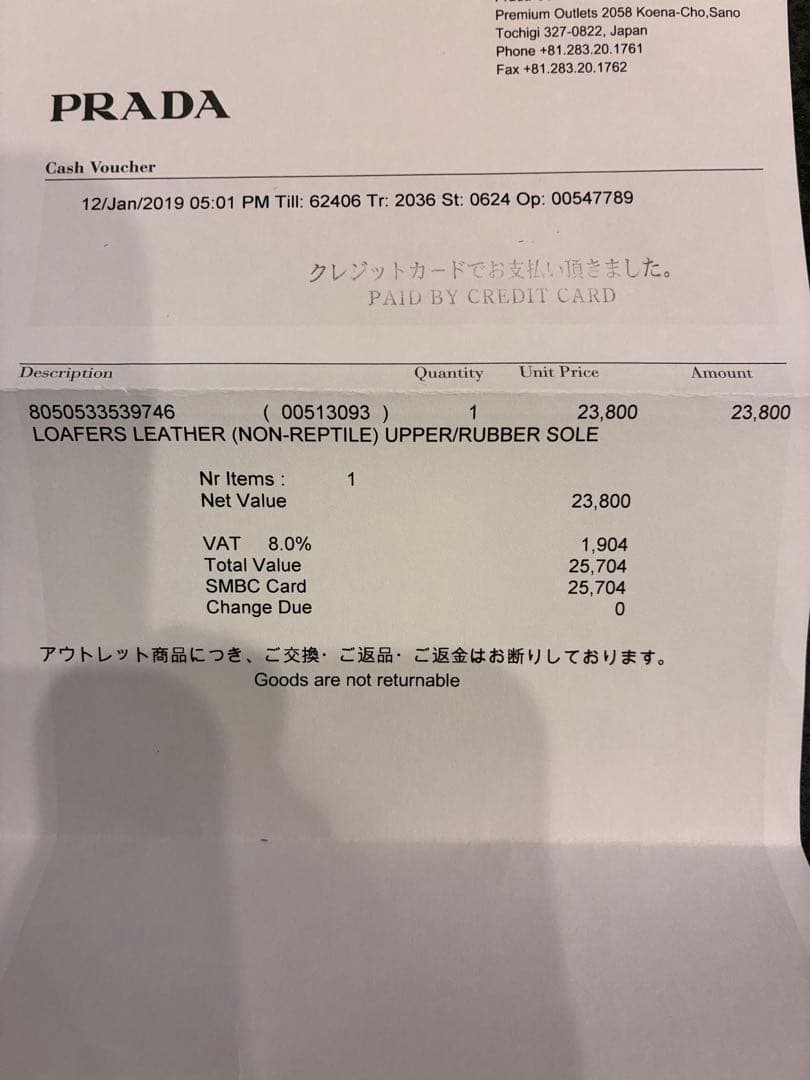 Premium Outlets 2058 Koena-Cho,Sano
Tochigi 327-0822, Japan
Phone +81.283.20.1761
Fax +81.283.20.1762
PRADA
Cash Voucher
12/Jan/2019 05:01 PM Till: 62406 Tr: 2036 St: 0624 Op: 00547789
クレジットカードでお支払い頂きました。
PAID BY CREDIT CARD
Description Quantity Unit Price Amount
8050533539746 ( 00513093 ) 1 23,800 23,800
LOAFERS LEATHER (NON-REPTILE) UPPER/RUBBER SOLE
Nr Items : 1
Net Value 23,800
VAT 8.0% 1,904
Total Value 25,704
SMBC Card 25,704
Change Due 0
アウトレット商品につき、ご交換・ご返品・ご返金はお断りしております。
Goods are not returnable